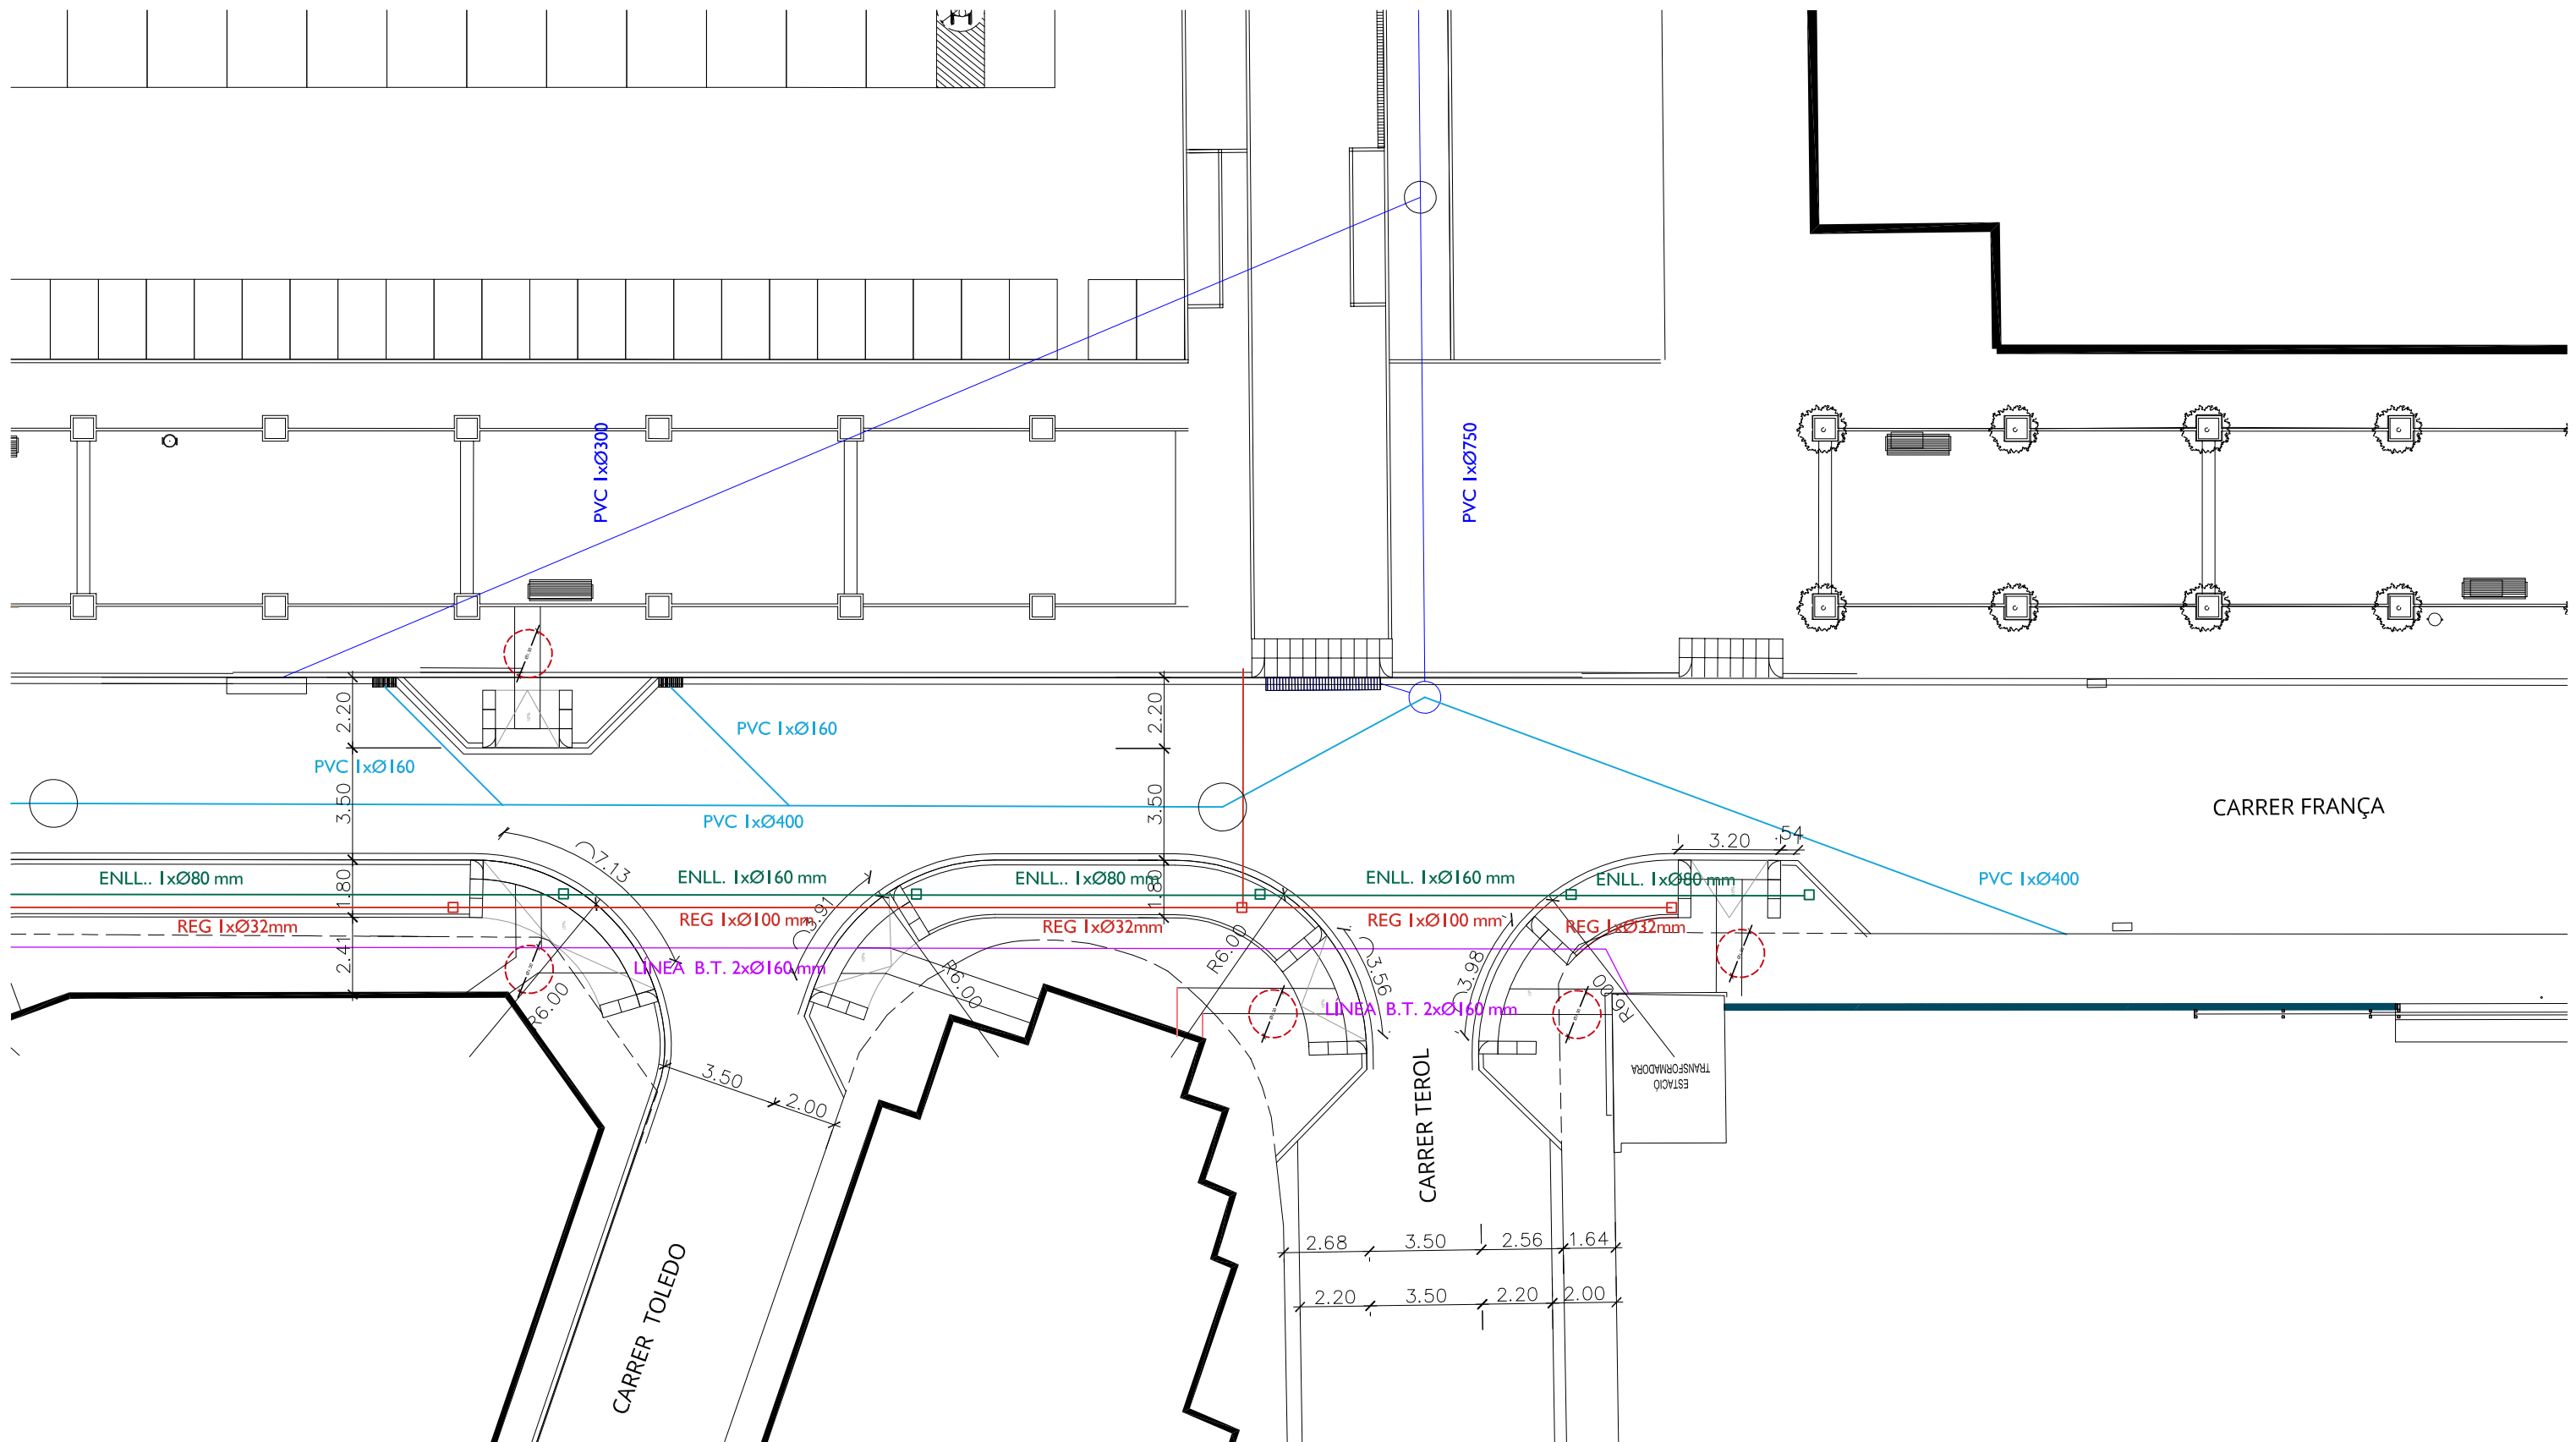 PVC 1xØ300
PVC 1xØ750
2.20
2.20
PVC 1xØ160
PVC 1xØ160
3.50
3.50
PVC 1xØ400
CARRER FRANÇA
3.20
.54
7.13
ENLL.. 1xØ80 mm
ENLL. 1xØ160 mm
ENLL.. 1xØ80 mm
ENLL. 1xØ160 mm
ENLL. 1xØ80 mm
PVC 1xØ400
1.80
1.80
3.91
REG 1xØ32mm
REG 1xØ100 mm
REG 1xØ32mm
REG 1xØ100 mm
REG 1xØ32mm
2.41
R6.00
3.56
3.98
LÍNEA B.T. 2xØ160 mm
R6.00
R6.00
R6.00
LÍNEA B.T. 2xØ160 mm
ESTACIÓ
TRANSFORMADORA
3.50
2.00
CARRER TEROL
CARRER TOLEDO
2.68 3.50 2.56 1.64
2.20 3.50 2.20 2.00